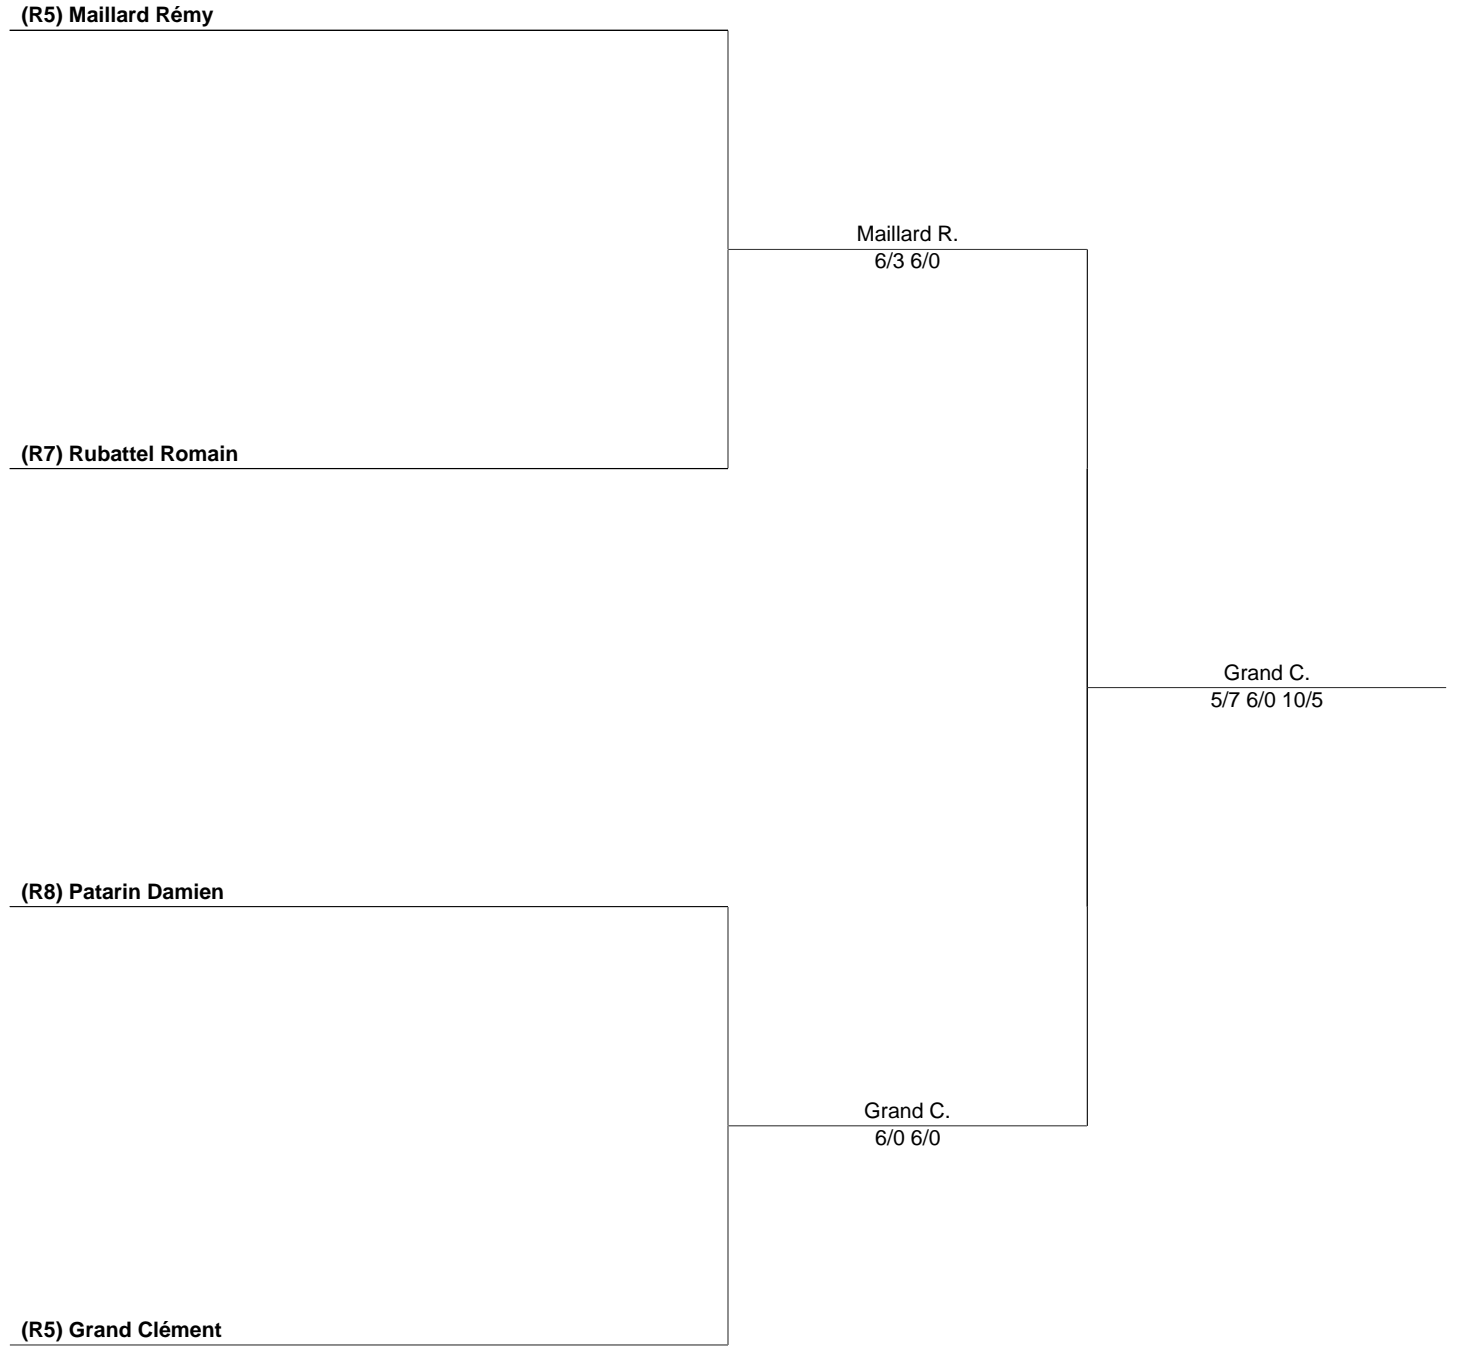 (R5) Maillard Rémy
Maillard R.
6/3 6/0
(R7) Rubattel Romain
Grand C.
5/7 6/0 10/5
(R8) Patarin Damien
Grand C.
6/0 6/0
(R5) Grand Clément